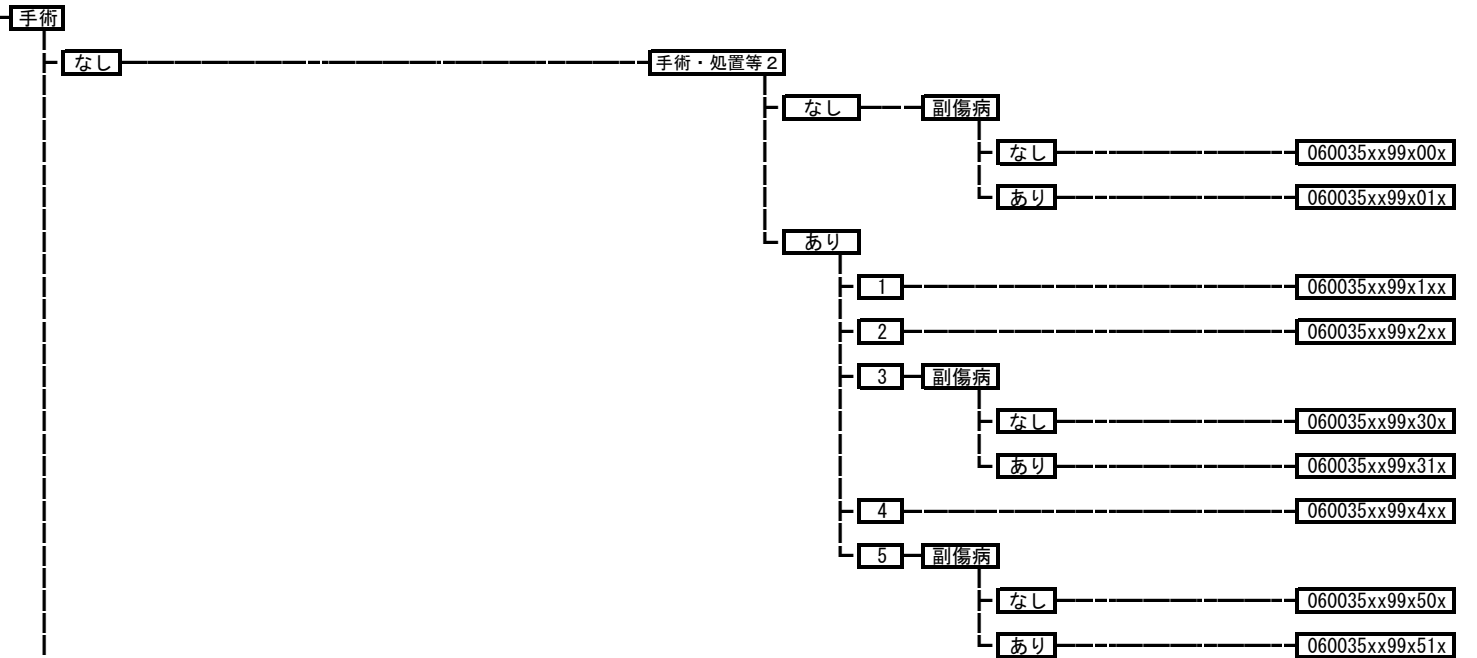 手術
なし 手術・処置等2
なし 副傷病
なし 060035xx99x00x
あり 060035xx99x01x
あり
1 060035xx99x1xx
2 060035xx99x2xx
3 副傷病
なし 060035xx99x30x
あり 060035xx99x31x
4 060035xx99x4xx
5 副傷病
なし 060035xx99x50x
あり 060035xx99x51x